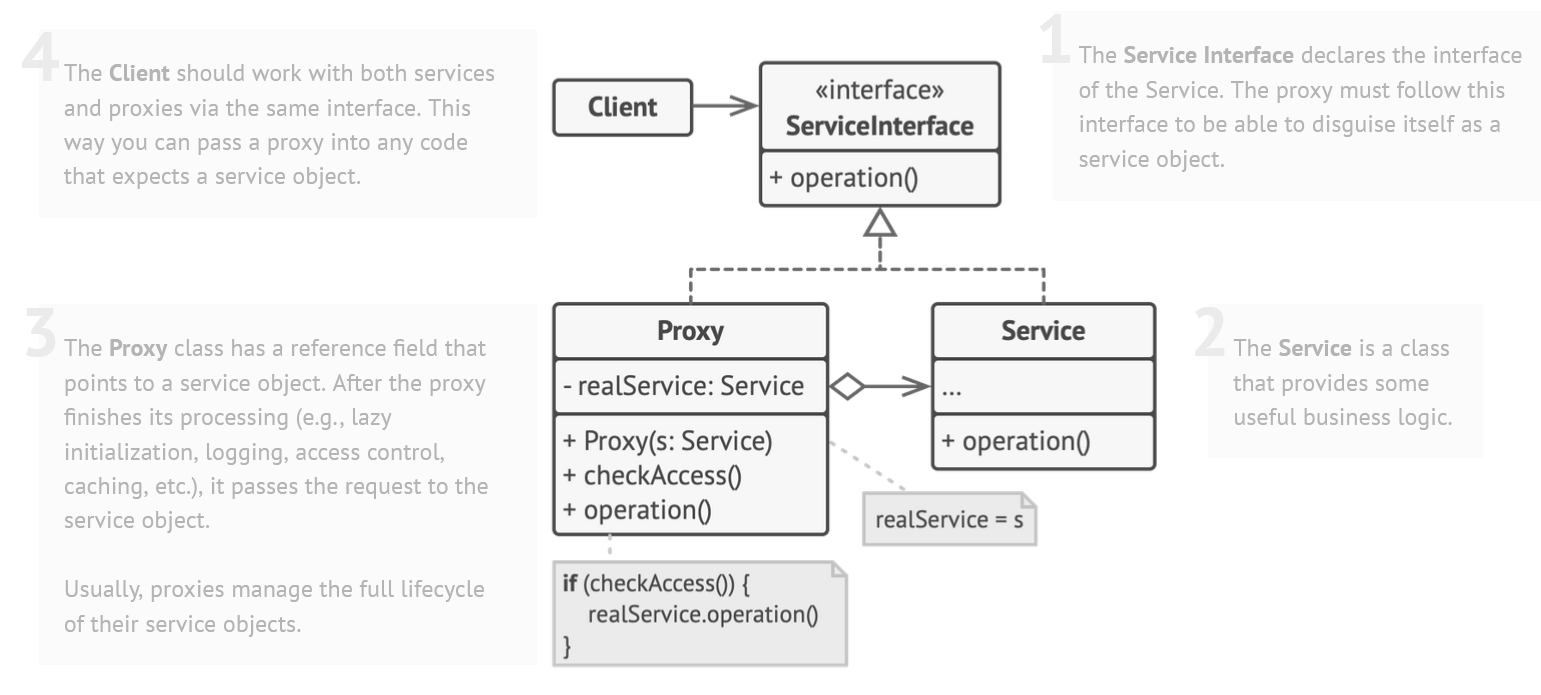 4
The Client should work with both services
and proxies via the same interface. This
way you can pass a proxy into any code
that expects a service object.
Client
«interface»
ServiceInterface
+ operation()
1
The Service Interface declares the interface
of the Service. The proxy must follow this
interface to be able to disguise itself as a
service object.
3
The Proxy class has a reference field that
points to a service object. After the proxy
finishes its processing (e.g., lazy
initialization, logging, access control,
caching, etc.), it passes the request to the
service object.
Usually, proxies manage the full lifecycle
of their service objects.
Proxy
- realService: Service
+ Proxy(s: Service)
+ checkAccess()
+ operation()
Service
...
+ operation()
2
The Service is a class
that provides some
useful business logic.
realService = s
if (checkAccess()) {
realService.operation()
}